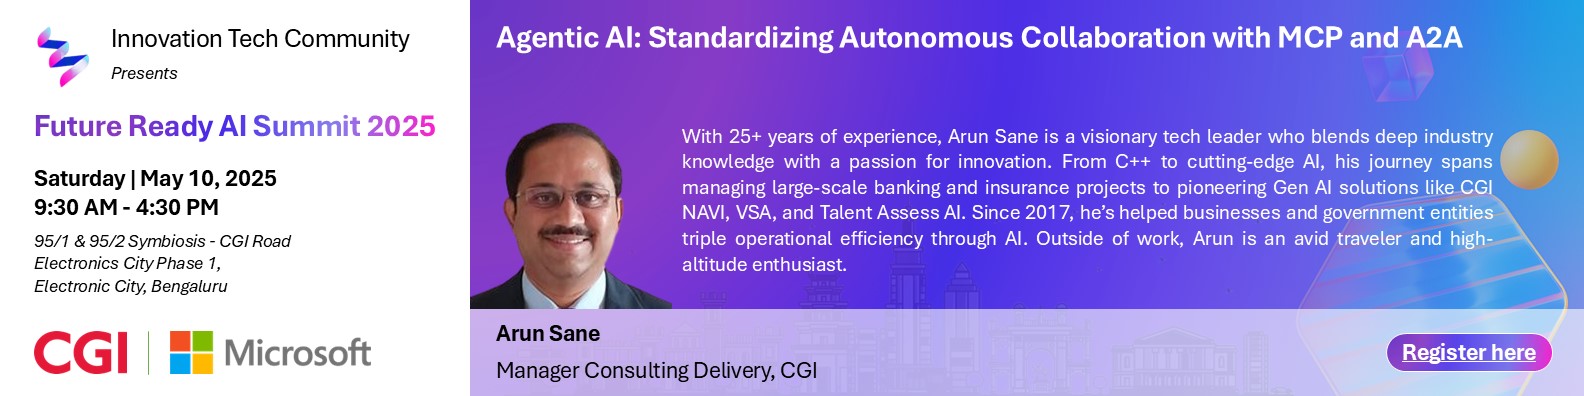 Innovation Tech Community
Presents
Future Ready AI Summit 2025
Saturday | May 10, 2025
9:30 AM - 4:30 PM
95/1 & 95/2 Symbiosis - CGI Road
Electronics City Phase 1,
Electronic City, Bengaluru
CGI | Microsoft
Agentic AI: Standardizing Autonomous Collaboration with MCP and A2A
With 25+ years of experience, Arun Sane is a visionary tech leader who blends deep industry
knowledge with a passion for innovation. From C++ to cutting-edge AI, his journey spans
managing large-scale banking and insurance projects to pioneering Gen AI solutions like CGI
NAVI, VSA, and Talent Assess AI. Since 2017, he’s helped businesses and government entities
triple operational efficiency through AI. Outside of work, Arun is an avid traveler and high-
altitude enthusiast.
Arun Sane
Manager Consulting Delivery, CGI
Register here